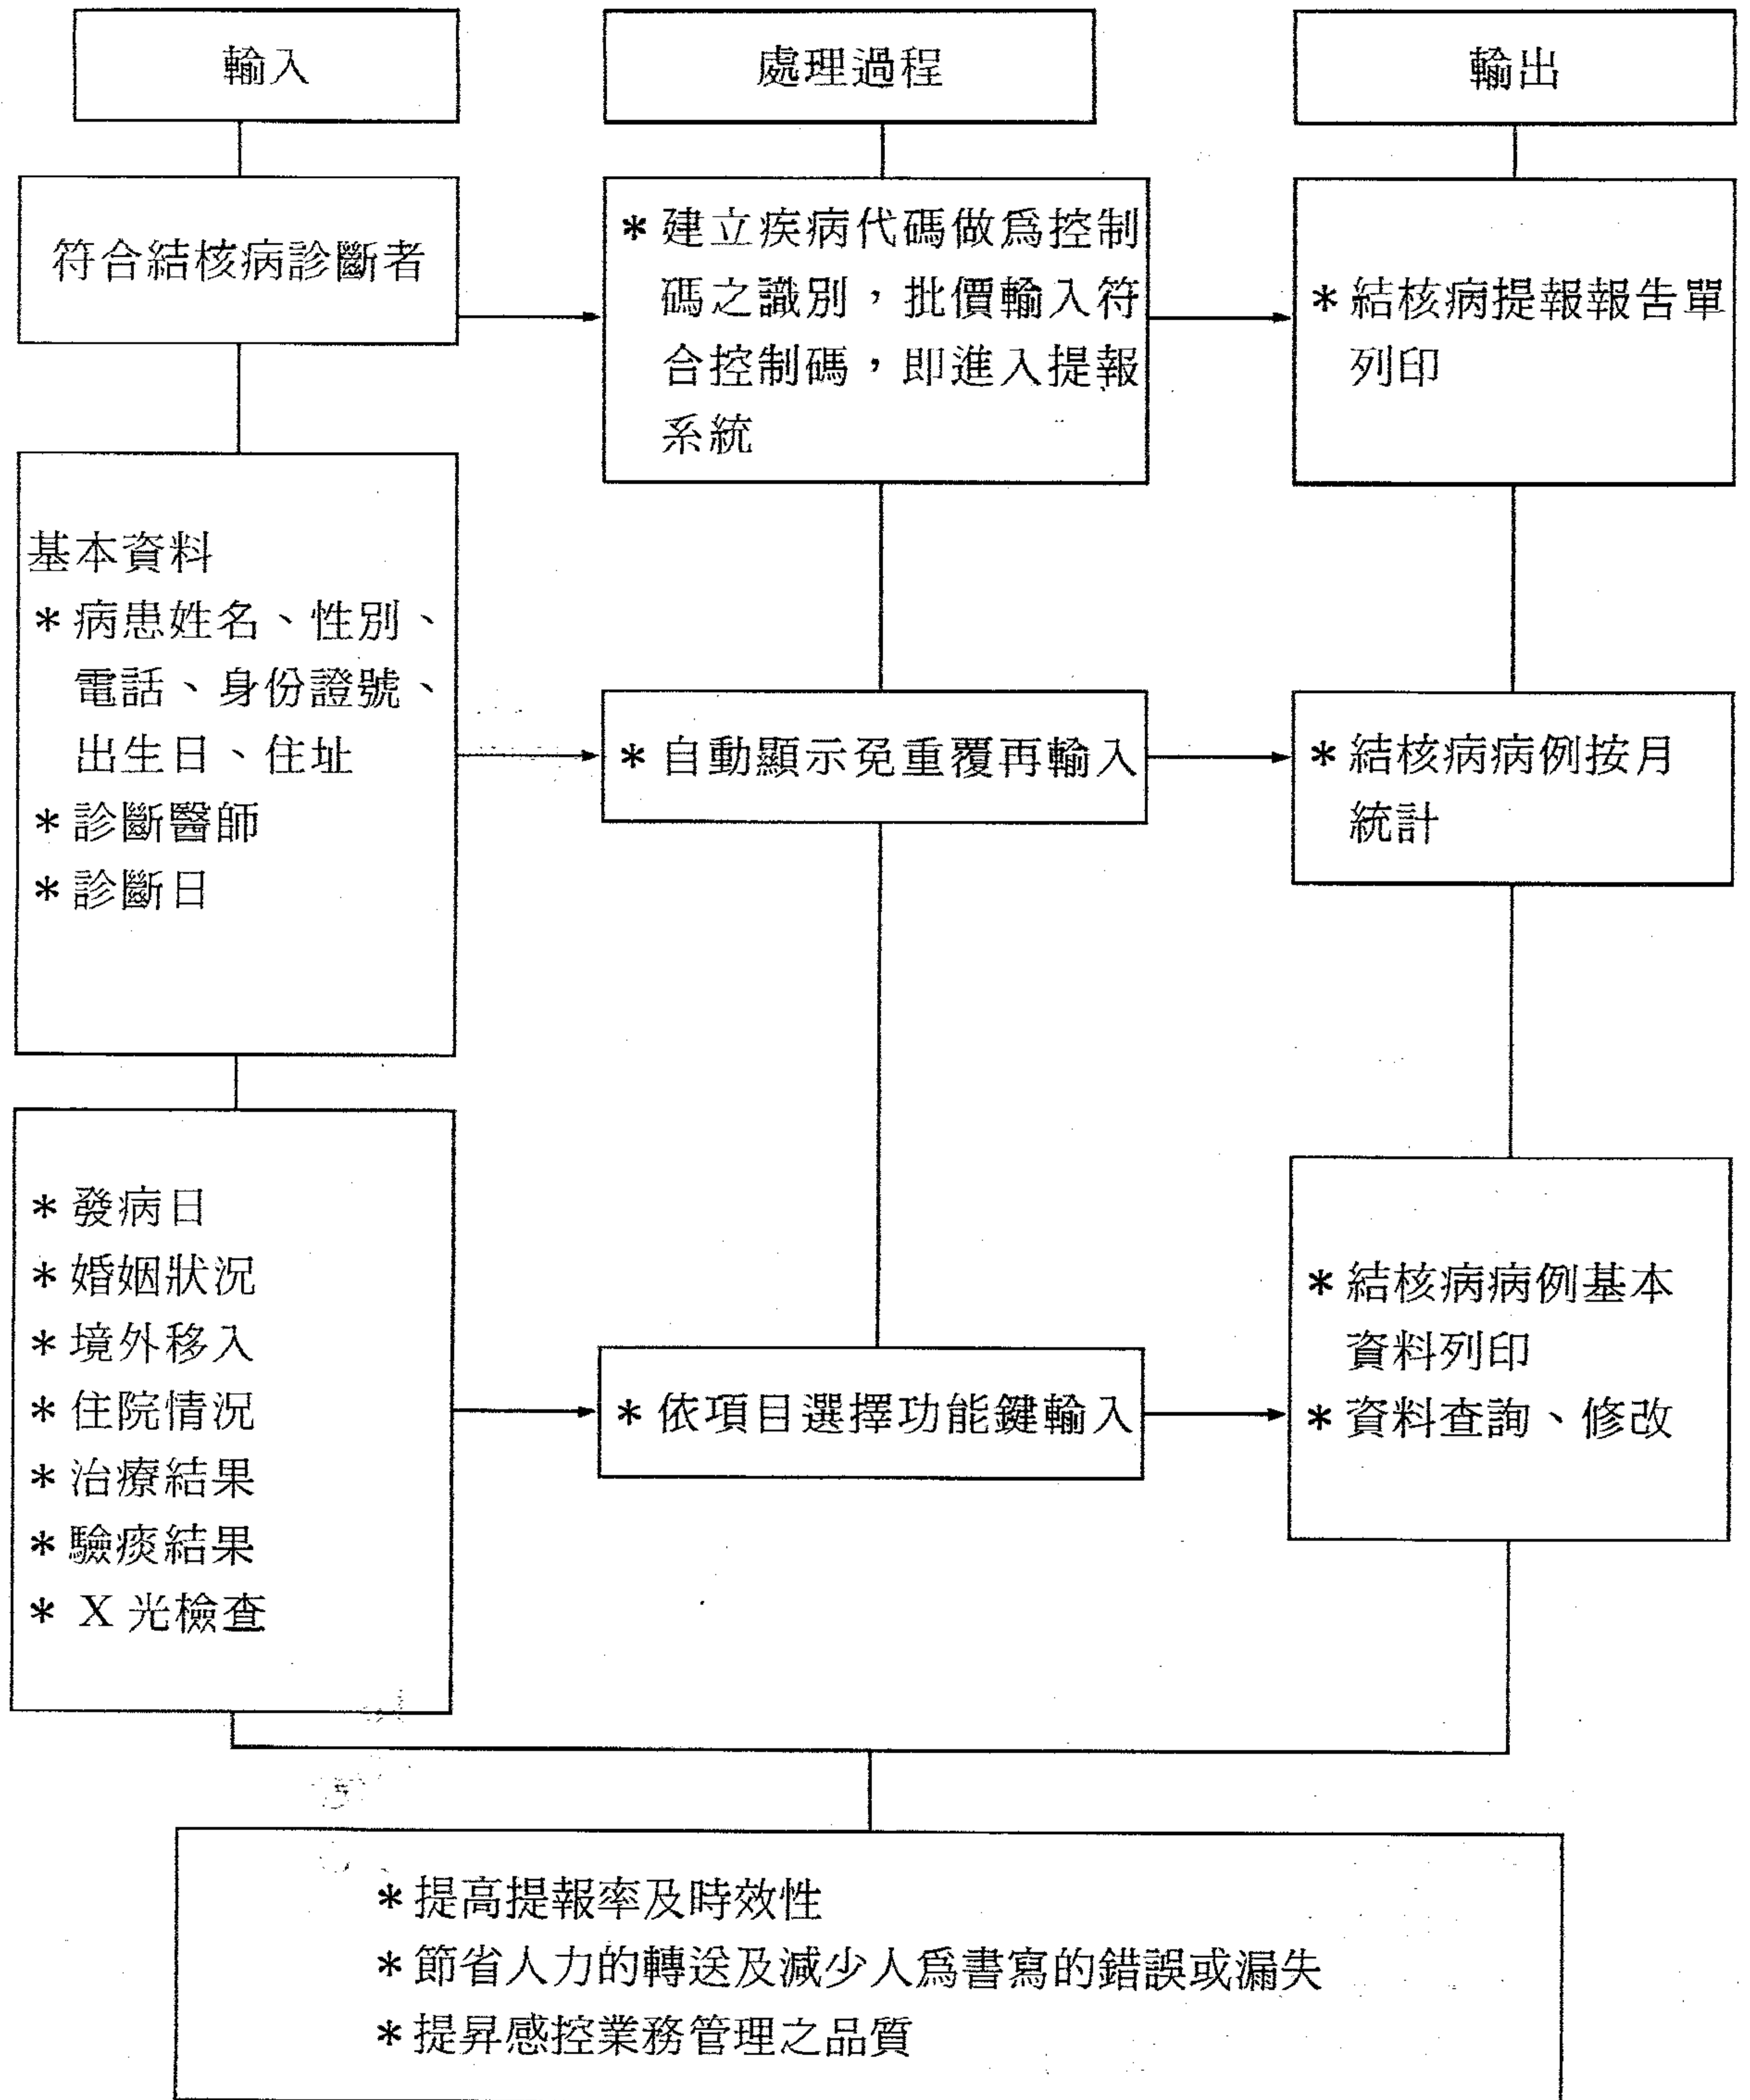 輸入
處理過程
輸出
符合結核病診斷者
* 建立疾病代碼做爲控制
碼之識別，批價輸入符
合控制碼，即進入提報
系統
* 結核病提報報告單
列印
基本資料
* 病患姓名、性別、
電話、身份證號、
出生日、住址
* 診斷醫師
* 診斷日
* 自動顯示免重覆再輸入
* 結核病病例按月
統計
* 發病日
* 婚姻狀況
* 境外移入
* 住院情況
* 治療結果
* 驗痰結果
* X 光檢查
* 依項目選擇功能鍵輸入
* 結核病病例基本
資料列印
* 資料查詢、修改
* 提高提報率及時效性
* 節省人力的轉送及減少人爲書寫的錯誤或漏失
* 提昇感控業務管理之品質